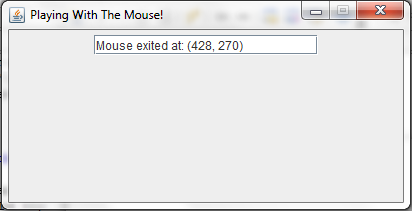 Playing With The Mouse!
Mouse exited at: (428, 270)